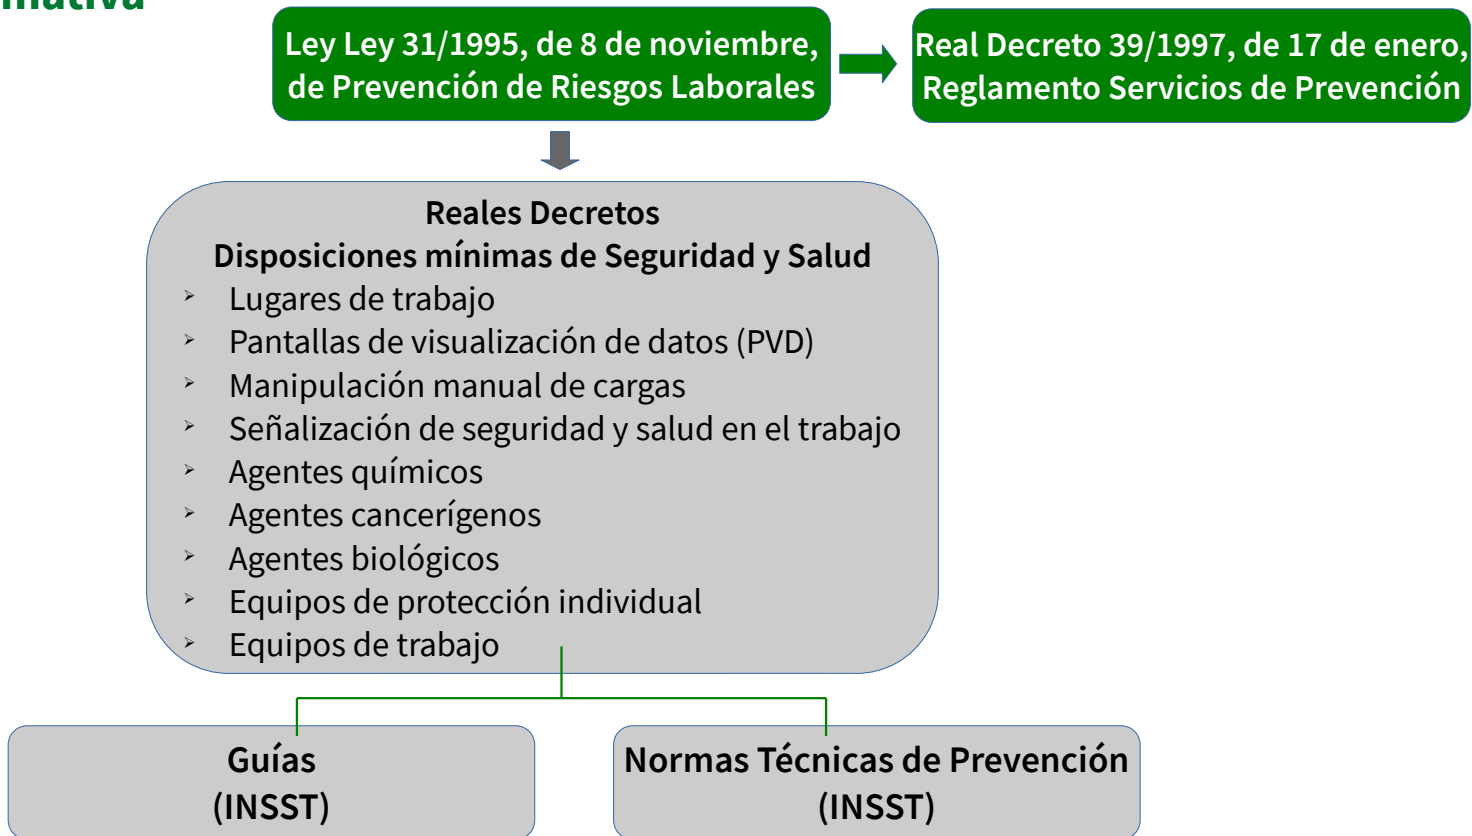 Ley Ley 31/1995, de 8 de noviembre,
de Prevención de Riesgos Laborales
Real Decreto 39/1997, de 17 de enero,
Reglamento Servicios de Prevención
Reales Decretos
Disposiciones mínimas de Seguridad y Salud
➢ Lugares de trabajo
➢ Pantallas de visualización de datos (PVD)
➢ Manipulación manual de cargas
➢ Señalización de seguridad y salud en el trabajo
➢ Agentes químicos
➢ Agentes cancerígenos
➢ Agentes biológicos
➢ Equipos de protección individual
➢ Equipos de trabajo
Guías
(INSST)
Normas Técnicas de Prevención
(INSST)